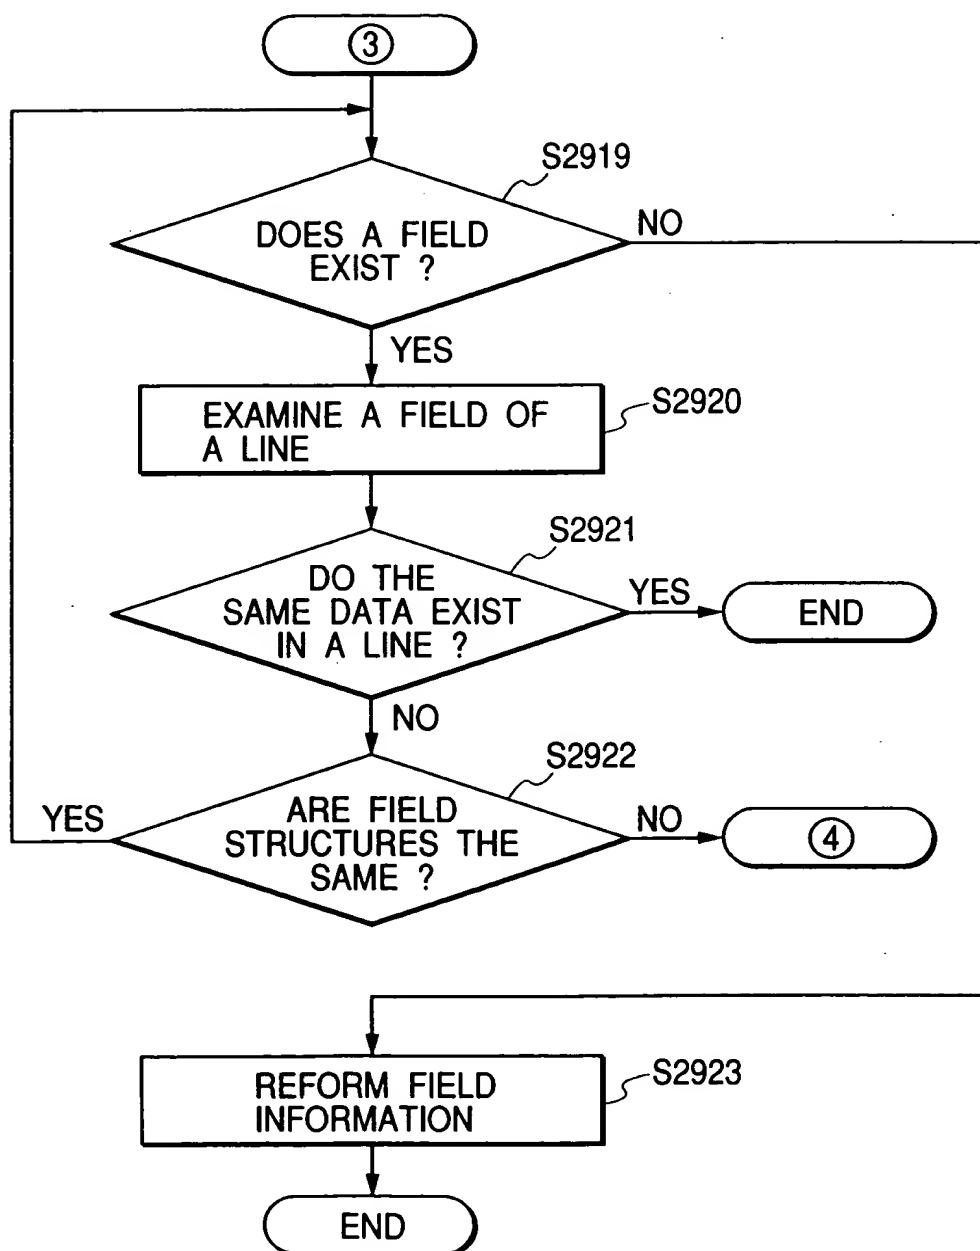 3
S2919
DOES A FIELD
EXIST ?
NO
YES
EXAMINE A FIELD OF
A LINE
S2920
S2921
DO THE
SAME DATA EXIST
IN A LINE ?
YES
END
NO
S2922
ARE FIELD
STRUCTURES THE
SAME ?
YES
NO
4
REFORM FIELD
INFORMATION
S2923
END